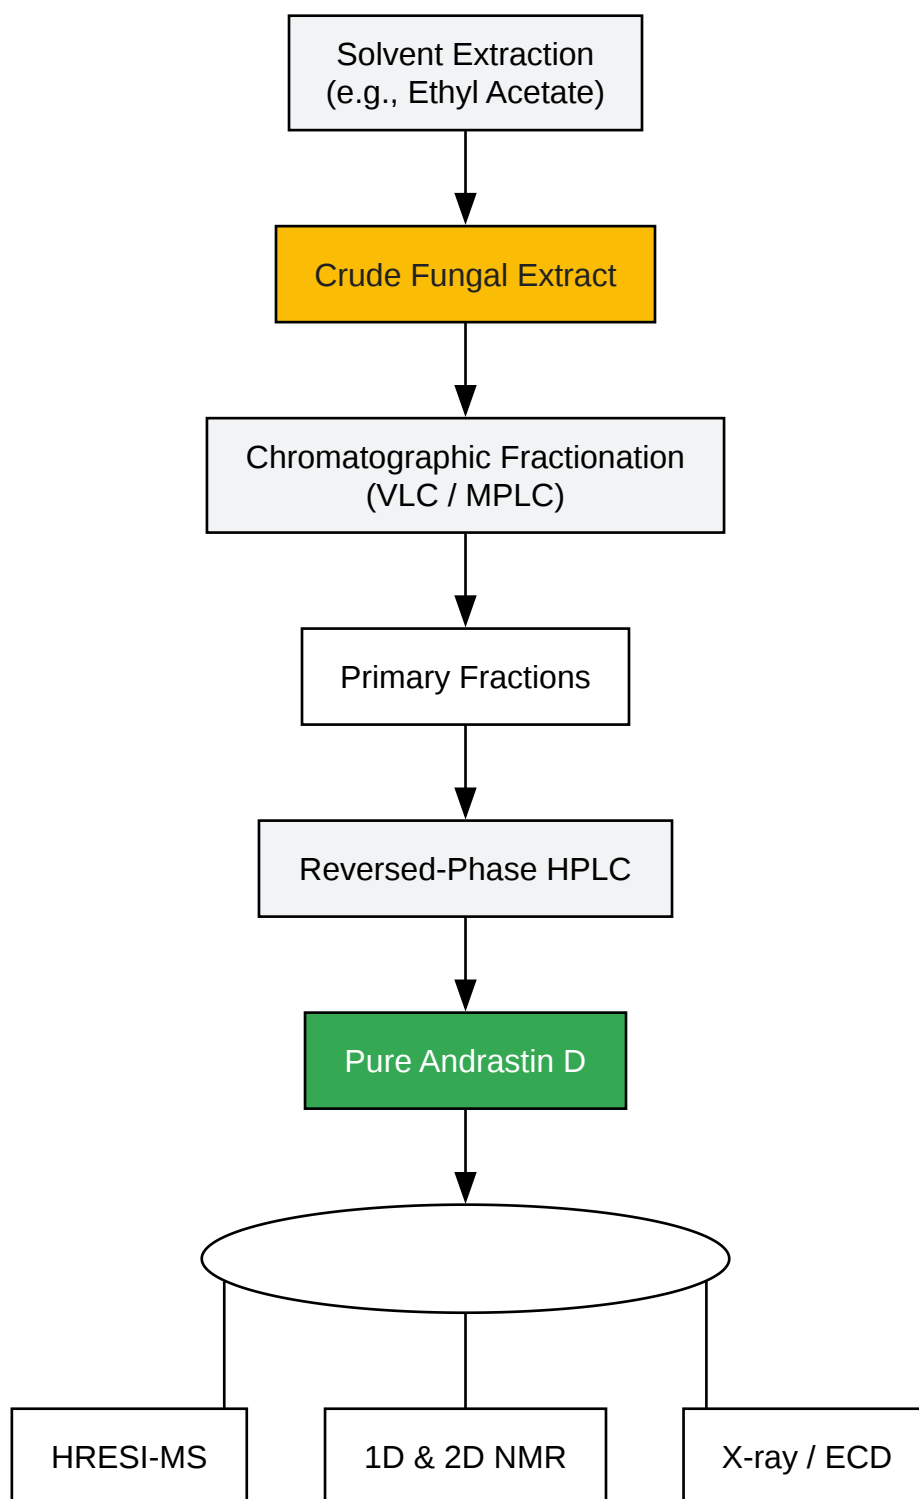 Solvent Extraction
(e.g., Ethyl Acetate)
Crude Fungal Extract
Chromatographic Fractionation
(VLC / MPLC)
Primary Fractions
Reversed-Phase HPLC
Pure Andrastin D
HRESI-MS
1D & 2D NMR
X-ray / ECD